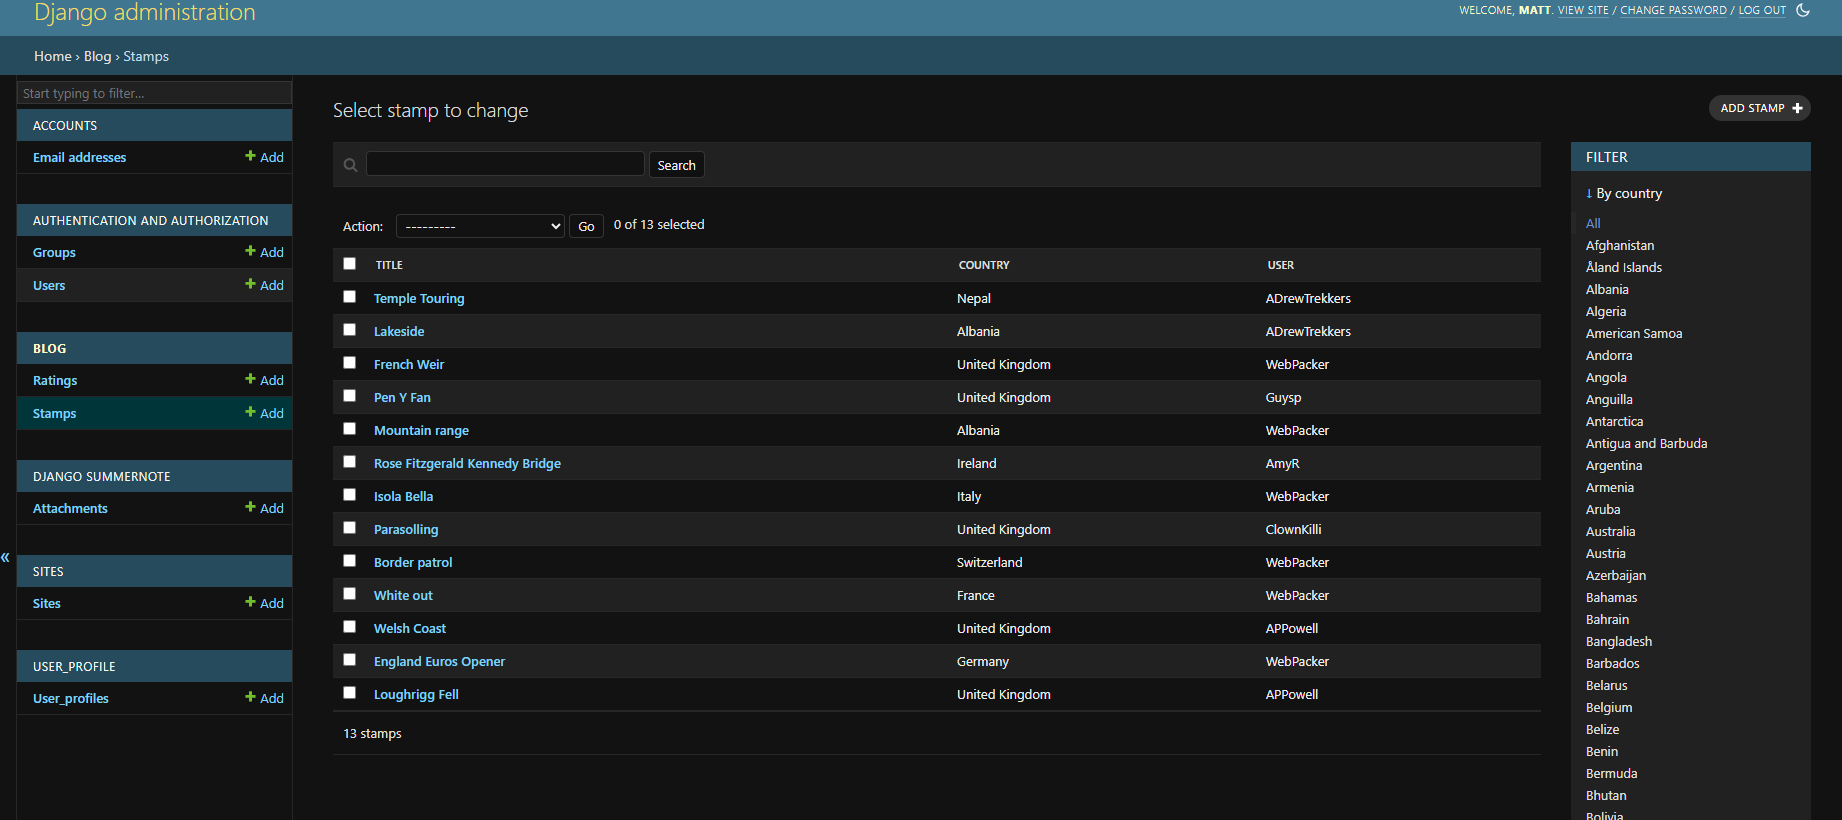 Django administration
WELCOME, MATT. VIEW SITE / CHANGE PASSWORD / LOG OUT
Home › Blog › Stamps
Start typing to filter...
ACCOUNTS
Email addresses
+ Add
AUTHENTICATION AND AUTHORIZATION
Groups
+ Add
Users
+ Add
BLOG
Ratings
+ Add
Stamps
+ Add
DJANGO SUMMERNOTE
Attachments
+ Add
SITES
Sites
+ Add
USER_PROFILE
User_profiles
+ Add
«
Select stamp to change
ADD STAMP +
Search
Action: --------- Go 0 of 13 selected
TITLE COUNTRY USER
Temple Touring Nepal ADrewTrekkers
Lakeside Albania ADrewTrekkers
French Weir United Kingdom WebPacker
Pen Y Fan United Kingdom Guysp
Mountain range Albania WebPacker
Rose Fitzgerald Kennedy Bridge Ireland AmyR
Isola Bella Italy WebPacker
Parasolling United Kingdom ClownKilli
Border patrol Switzerland WebPacker
White out France WebPacker
Welsh Coast United Kingdom APPowell
England Euros Opener Germany WebPacker
Loughrigg Fell United Kingdom APPowell
13 stamps
FILTER
↓ By country
All
Afghanistan
Åland Islands
Albania
Algeria
American Samoa
Andorra
Angola
Anguilla
Antarctica
Antigua and Barbuda
Argentina
Armenia
Aruba
Australia
Austria
Azerbaijan
Bahamas
Bahrain
Bangladesh
Barbados
Belarus
Belgium
Belize
Benin
Bermuda
Bhutan
Bolivia